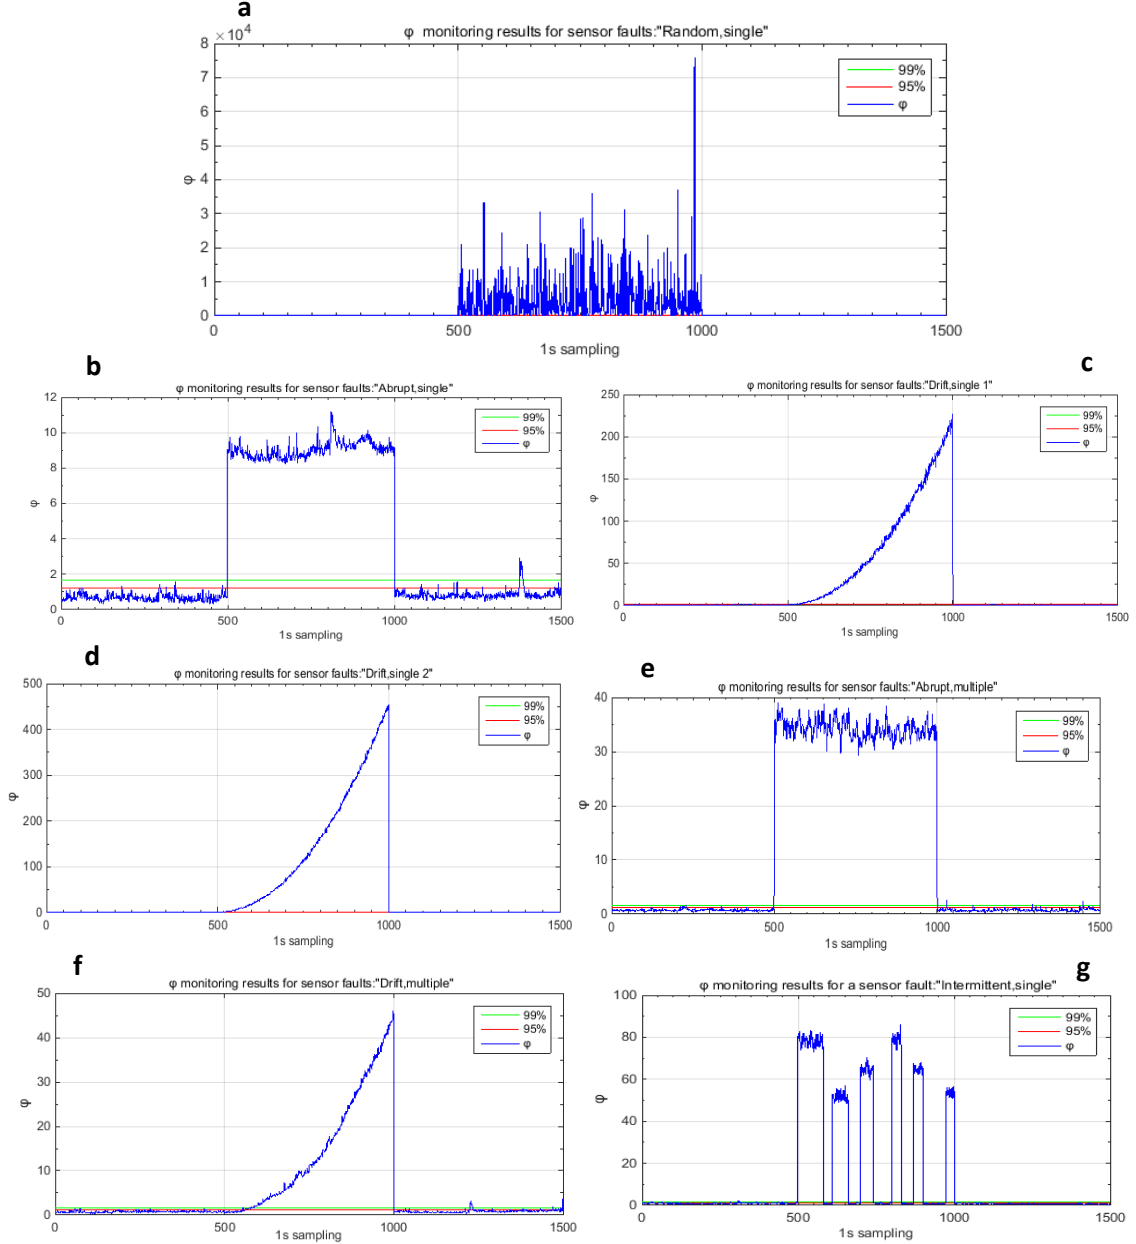 a
φ monitoring results for sensor faults:"Random,single"
×10⁴
8
7
6
5
4
3
2
1
0
φ
99%
95%
φ
0 500 1000 1500
1s sampling
b
φ monitoring results for sensor faults:"Abrupt,single"
12
10
8
6
4
2
0
φ
99%
95%
φ
0 500 1000 1500
1s sampling
c
φ monitoring results for sensor faults:"Drift,single 1"
250
200
150
100
50
0
φ
99%
95%
φ
0 500 1000 1500
1s sampling
d
φ monitoring results for sensor faults:"Drift,single 2"
500
400
300
200
100
0
φ
99%
95%
φ
0 500 1000 1500
1s sampling
e
φ monitoring results for sensor faults:"Abrupt,multiple"
40
30
20
10
0
φ
99%
95%
φ
0 500 1000 1500
1s sampling
f
φ monitoring results for sensor faults:"Drift,multiple"
50
40
30
20
10
0
φ
99%
95%
φ
0 500 1000 1500
1s sampling
g
φ monitoring results for a sensor fault:"Intermittent,single"
100
80
60
40
20
0
φ
99%
95%
φ
0 500 1000 1500
1s sampling